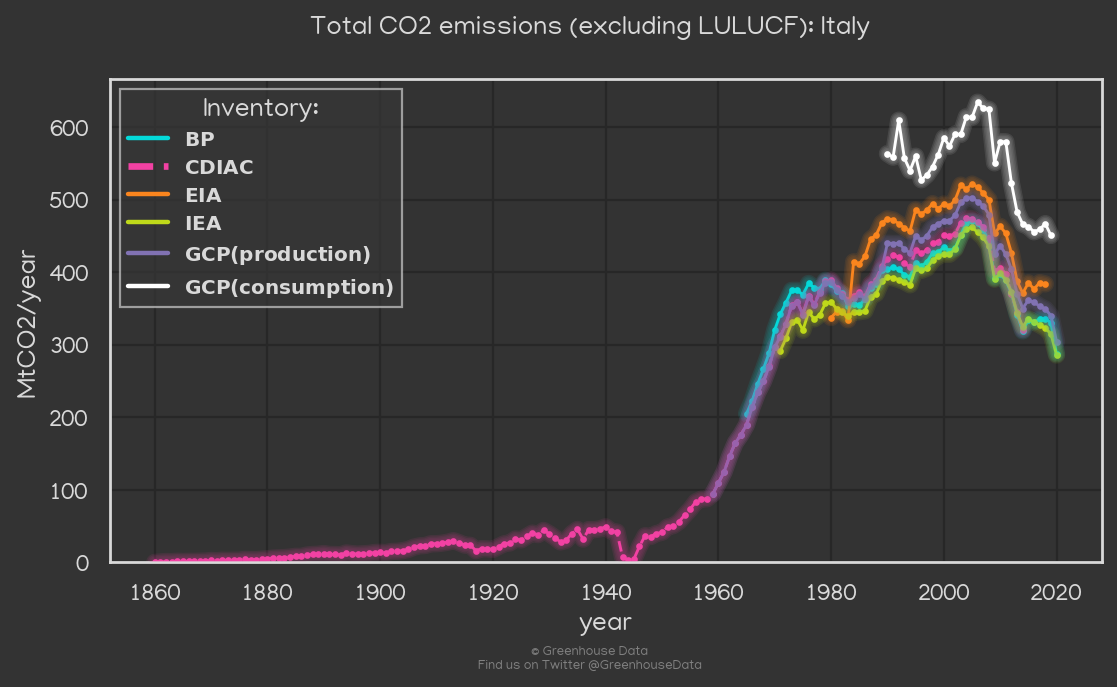 Total CO2 emissions (excluding LULUCF): Italy
Inventory:
BP
CDIAC
EIA
IEA
GCP(production)
GCP(consumption)
MtCO2/year
600
500
400
300
200
100
0
1860 1880 1900 1920 1940 1960 1980 2000 2020
year
© Greenhouse Data
Find us on Twitter @GreenhouseData